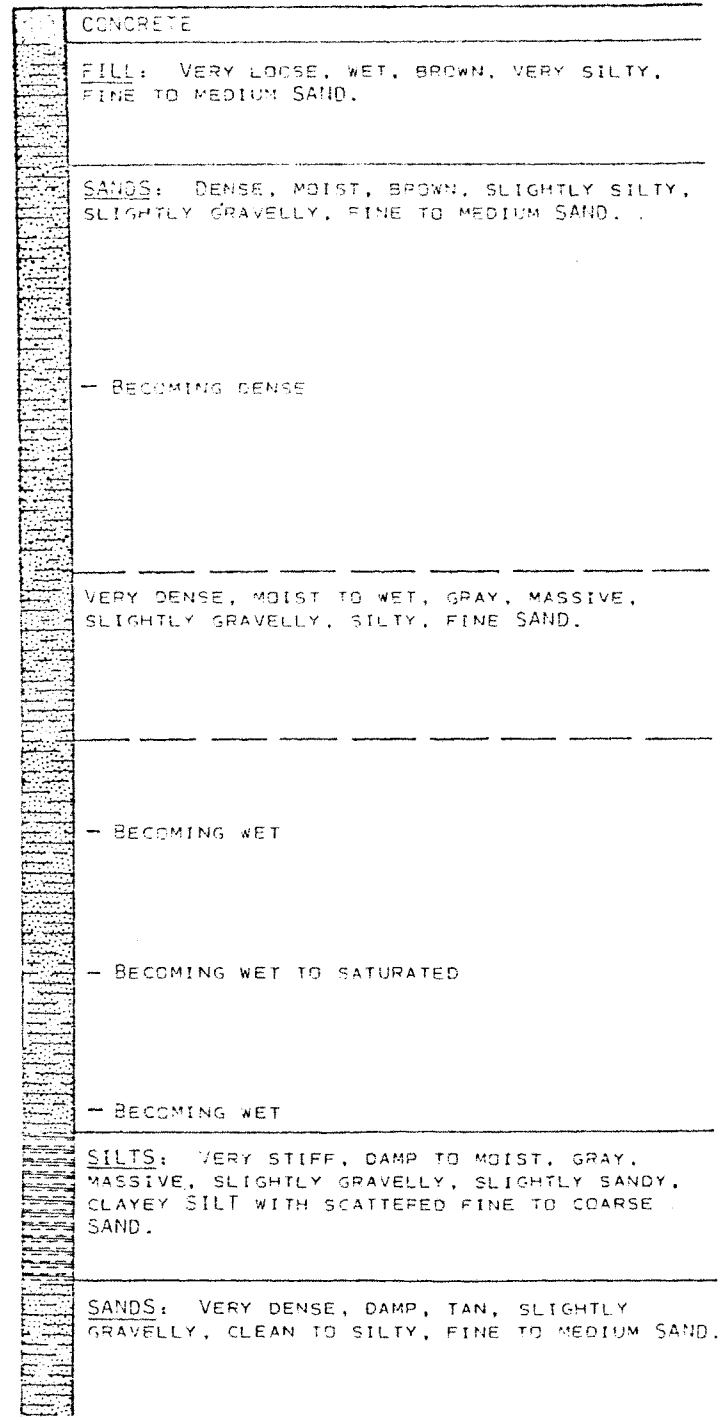 CONCRETE
FILL: VERY LOOSE, WET, BROWN, VERY SILTY,
FINE TO MEDIUM SAND.
SANDS: DENSE, MOIST, BROWN, SLIGHTLY SILTY,
SLIGHTLY GRAVELLY, FINE TO MEDIUM SAND.
— BECOMING DENSE
VERY DENSE, MOIST TO WET, GRAY, MASSIVE,
SLIGHTLY GRAVELLY, SILTY, FINE SAND.
— BECOMING WET
— BECOMING WET TO SATURATED
— BECOMING WET
SILTS: VERY STIFF, DAMP TO MOIST, GRAY,
MASSIVE, SLIGHTLY GRAVELLY, SLIGHTLY SANDY,
CLAYEY SILT WITH SCATTERED FINE TO COARSE
SAND.
SANDS: VERY DENSE, DAMP, TAN, SLIGHTLY
GRAVELLY, CLEAN TO SILTY, FINE TO MEDIUM SAND.